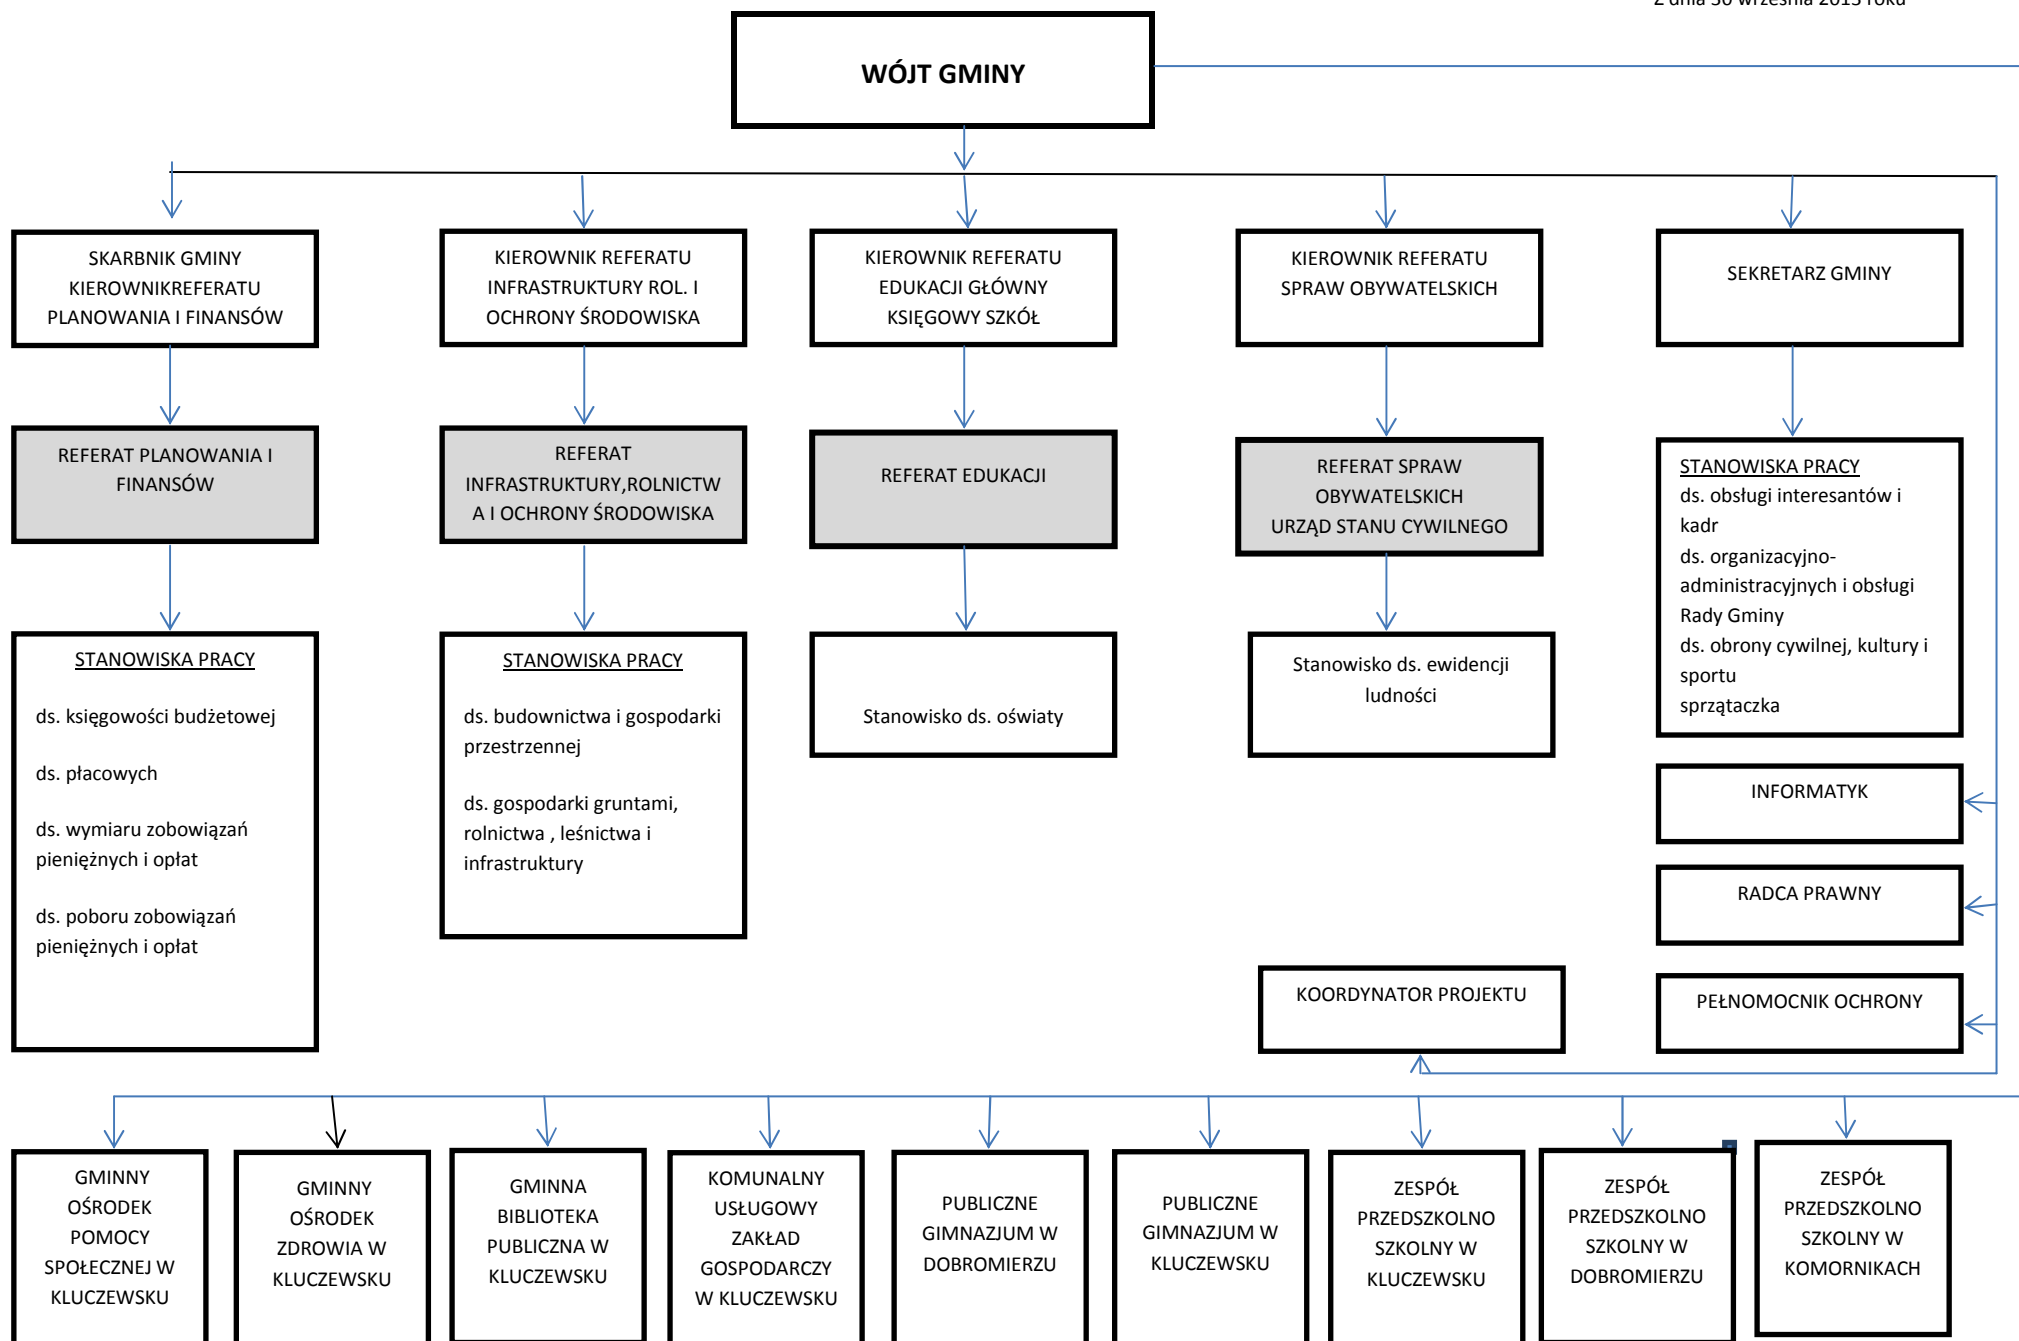 Z dnia 30 września 2015 roku
WÓJT GMINY
SKARBNIK GMINY
KIEROWNIKREFERATU
PLANOWANIA I FINANSÓW
KIEROWNIK REFERATU
INFRASTRUKTURY ROL. I
OCHRONY ŚRODOWISKA
KIEROWNIK REFERATU
EDUKACJI GŁÓWNY
KSIĘGOWY SZKÓŁ
KIEROWNIK REFERATU
SPRAW OBYWATELSKICH
SEKRETARZ GMINY
REFERAT PLANOWANIA I
FINANSÓW
REFERAT
INFRASTRUKTURY,ROLNICTW
A I OCHRONY ŚRODOWISKA
REFERAT EDUKACJI
REFERAT SPRAW
OBYWATELSKICH
URZĄD STANU CYWILNEGO
STANOWISKA PRACY
ds. obsługi interesantów i
kadr
ds. organizacyjno-
administracyjnych i obsługi
Rady Gminy
ds. obrony cywilnej, kultury i
sportu
sprzątaczka
STANOWISKA PRACY
ds. księgowości budżetowej
ds. płacowych
ds. wymiaru zobowiązań
pieniężnych i opłat
ds. poboru zobowiązań
pieniężnych i opłat
STANOWISKA PRACY
ds. budownictwa i gospodarki
przestrzennej
ds. gospodarki gruntami,
rolnictwa , leśnictwa i
infrastruktury
Stanowisko ds. oświaty
Stanowisko ds. ewidencji
ludności
INFORMATYK
RADCA PRAWNY
KOORDYNATOR PROJEKTU
PEŁNOMOCNIK OCHRONY
GMINNY
OŚRODEK
POMOCY
SPOŁECZNEJ W
KLUCZEWSKU
GMINNY
OŚRODEK
ZDROWIA W
KLUCZEWSKU
GMINNA
BIBLIOTEKA
PUBLICZNA W
KLUCZEWSKU
KOMUNALNY
USŁUGOWY
ZAKŁAD
GOSPODARCZY
W KLUCZEWSKU
PUBLICZNE
GIMNAZJUM W
DOBROMIERZU
PUBLICZNE
GIMNAZJUM W
KLUCZEWSKU
ZESPÓŁ
PRZEDSZKOLNO
SZKOLNY W
KLUCZEWSKU
ZESPÓŁ
PRZEDSZKOLNO
SZKOLNY W
DOBROMIERZU
ZESPÓŁ
PRZEDSZKOLNO
SZKOLNY W
KOMORNIKACH